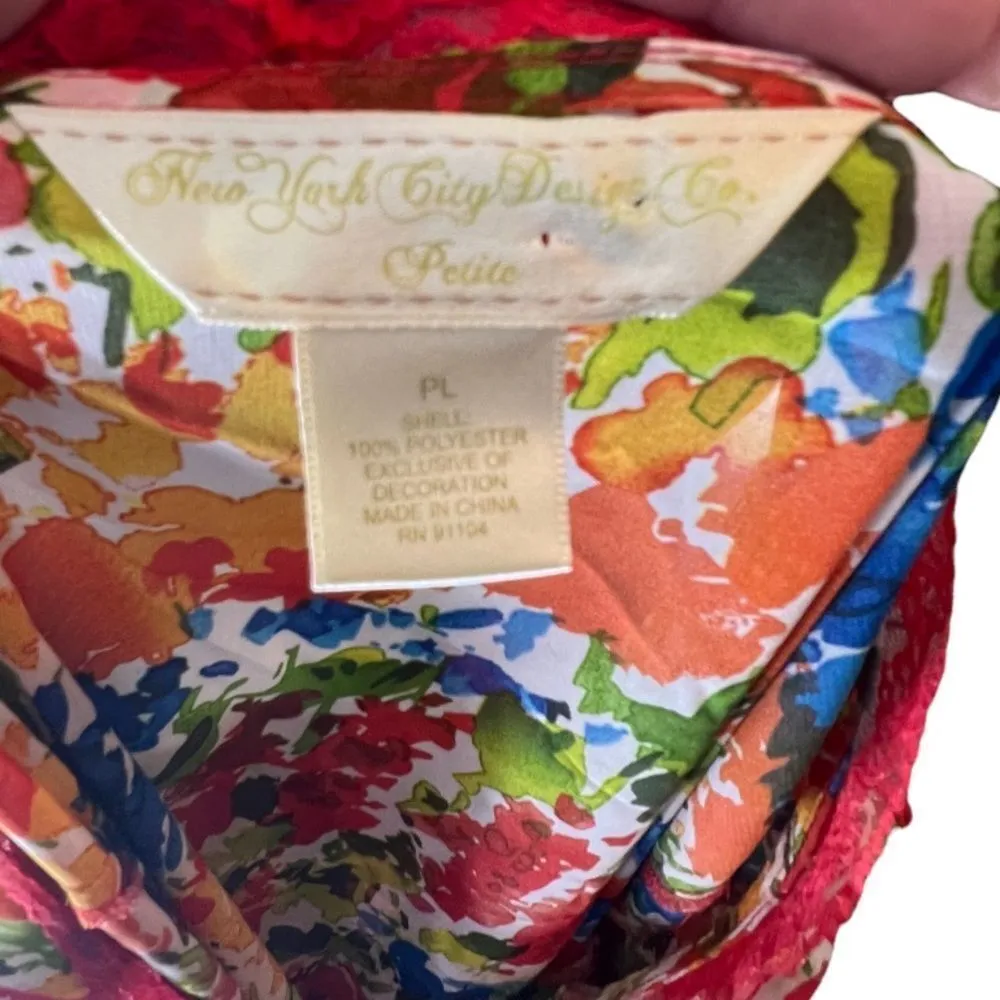 New York City Design Co.
Petite
PL
SHELL:
100% POLYESTER
EXCLUSIVE OF
DECORATION
MADE IN CHINA
RN 91104